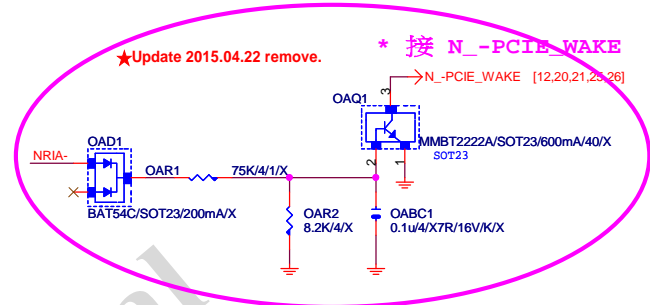 * 接 N_-PCIE_WAKE
★Update 2015.04.22 remove.
N_-PCIE_WAKE [12,20,21,25,26]
OAQ1
3
MMBT2222A/SOT23/600mA/40/X
SOT23
2
1
OAD1
NRIA-
OAR1
75K/4/1/X
BAT54C/SOT23/200mA/X
OAR2
8.2K/4/X
OABC1
0.1u/4/X7R/16V/K/X